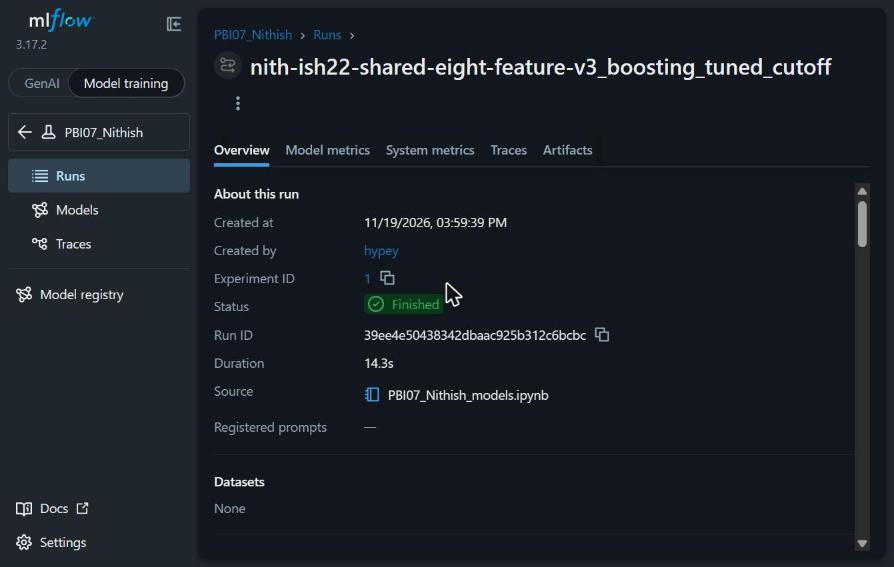 mlflow
3.17.2
GenAI
Model training
PBI07_Nithish
Runs
Models
Traces
Model registry
Docs
Settings
PBI07_Nithish > Runs >
nith-ish22-shared-eight-feature-v3_boosting_tuned_cutoff
Overview Model metrics System metrics Traces Artifacts
About this run
Created at 11/19/2026, 03:59:39 PM
Created by hypey
Experiment ID 1
Status Finished
Run ID 39ee4e50438342dbaac925b312c6bcbc
Duration 14.3s
Source PBI07_Nithish_models.ipynb
Registered prompts —
Datasets
None